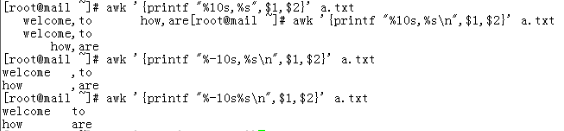 [root@mail ~]# awk '{printf "%10s,%s",$1,$2}' a.txt
   welcome,to       how,are[root@mail ~]# awk '{printf "%10s,%s\n",$1,$2}' a.txt
   welcome,to
       how,are
[root@mail ~]# awk '{printf "%-10s,%s\n",$1,$2}' a.txt
welcome   ,to
how       ,are
[root@mail ~]# awk '{printf "%-10s%s\n",$1,$2}' a.txt
welcome   to
how       are